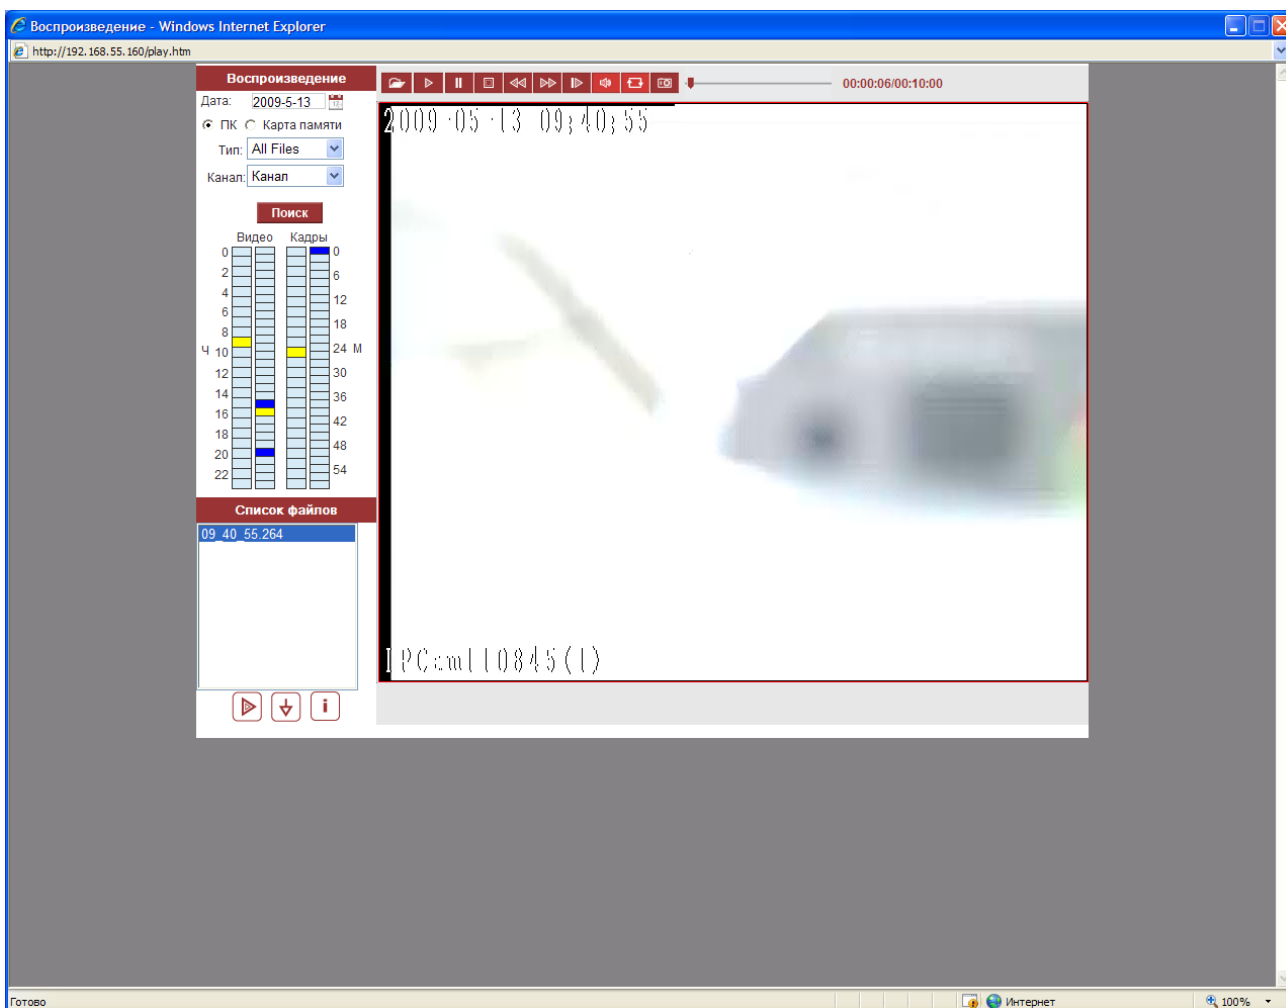 Воспроизведение - Windows Internet Explorer
http://192.168.55.160/play.htm
Воспроизведение
00:00:06/00:10:00
Дата: 2009-5-13
ПК Карта памяти
Тип: All Files
Канал: Канал
Поиск
Видео Кадры
0 0
2 6
4 12
6 18
8 24 М
Ч 10 30
12 36
14 42
16 48
18 54
20
22
Список файлов
09_40_55.264
2009-05-13 09:40:55
IPCam110845(1)
Готово
Интернет
100%